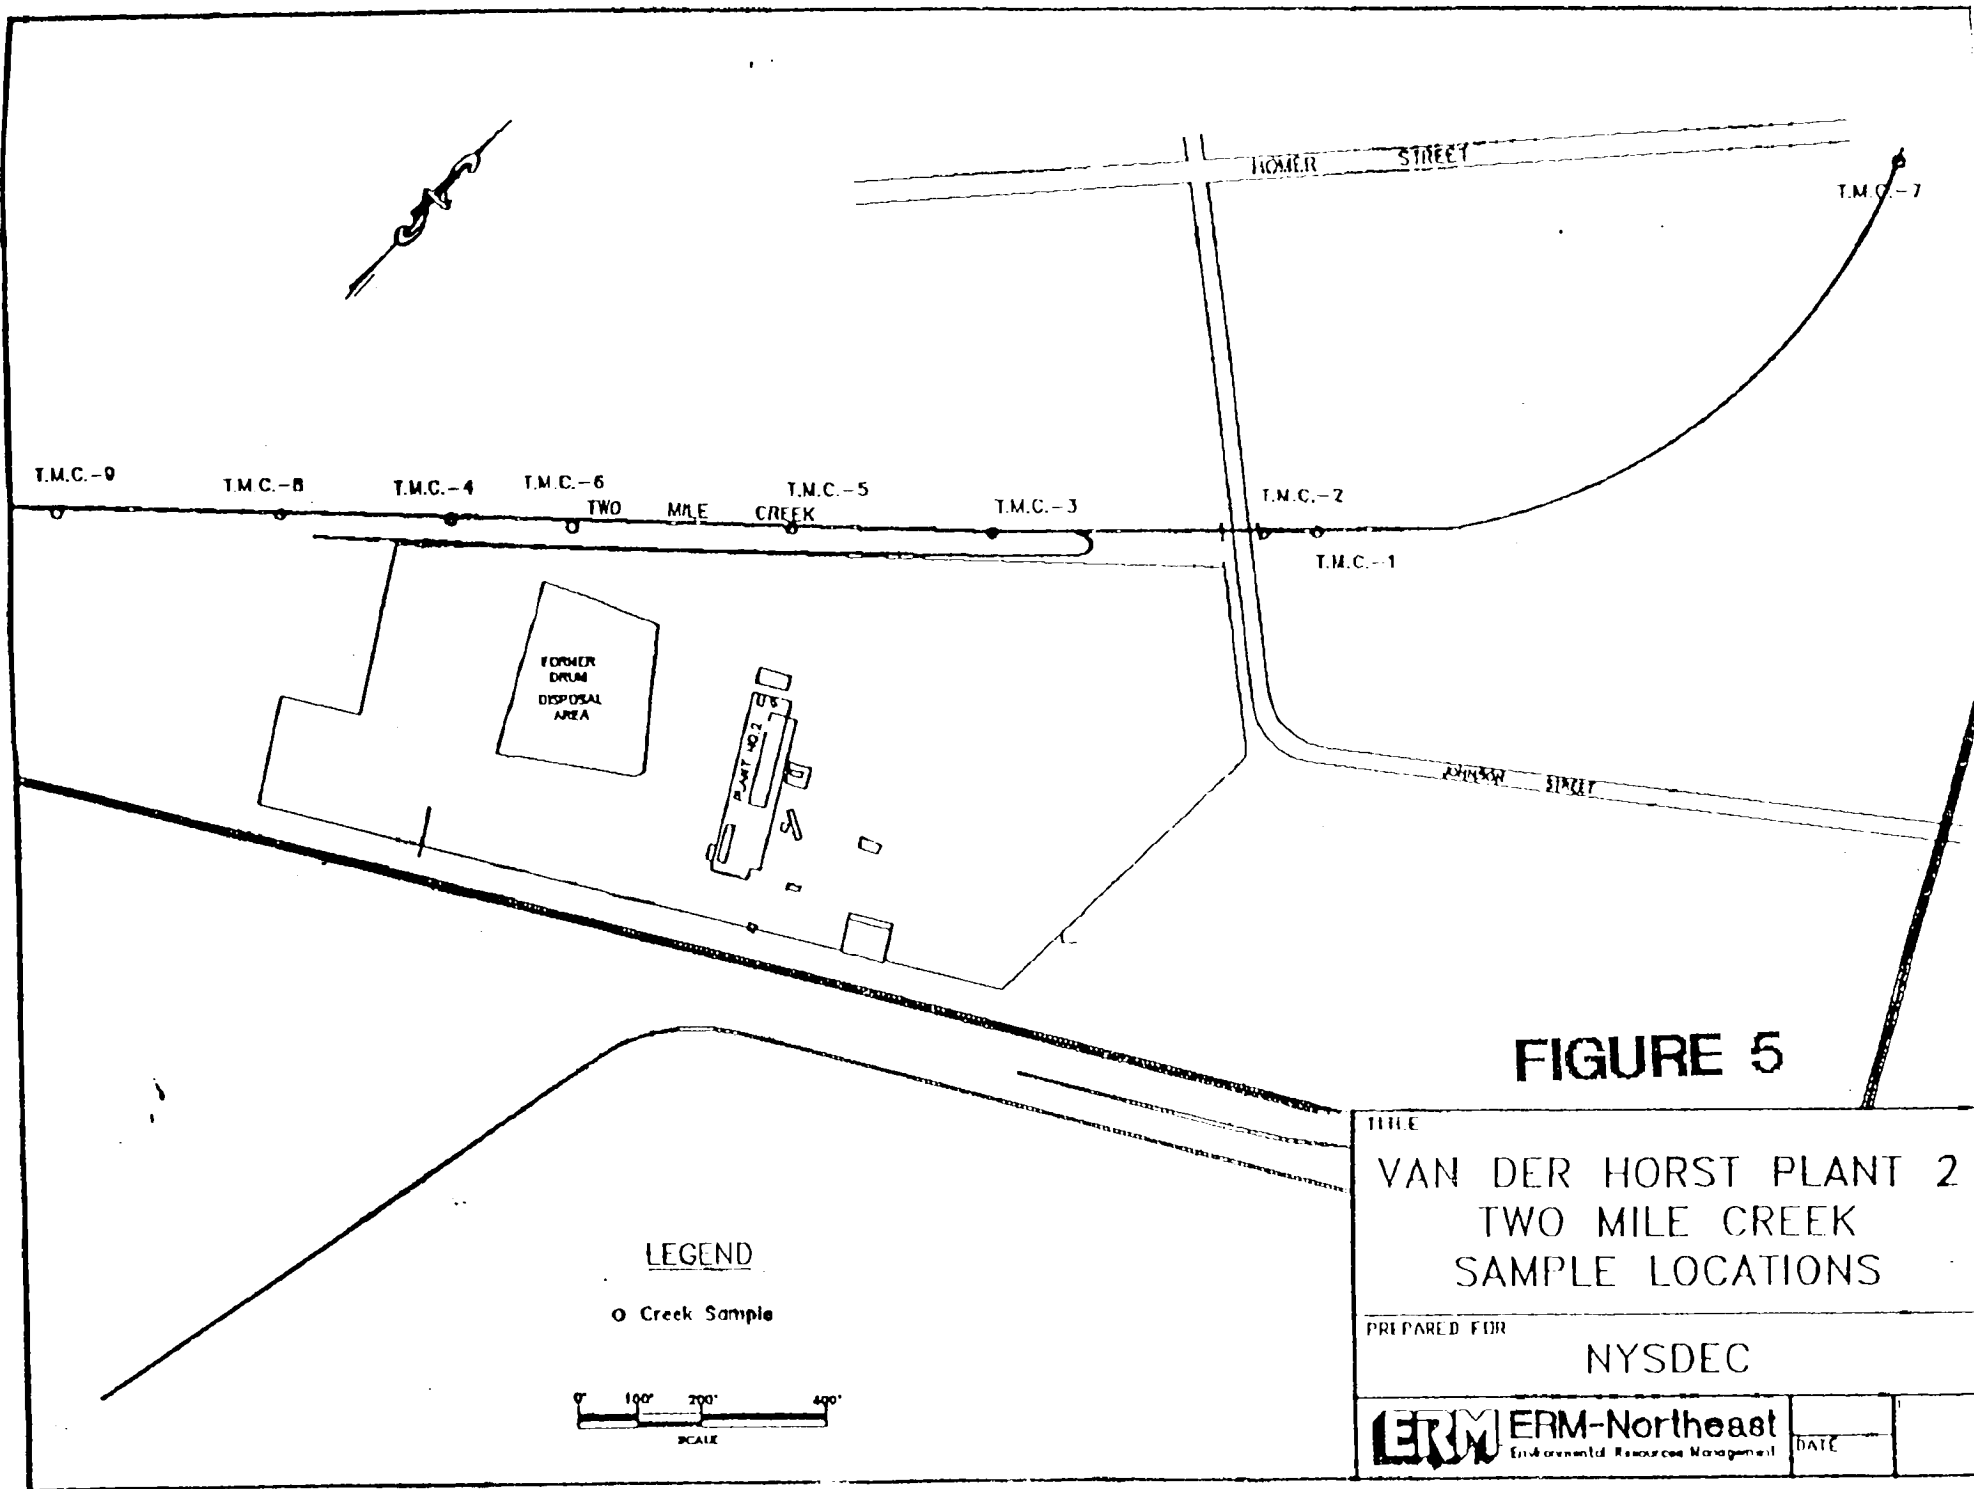 HOMER STREET
T.M.C.-7
T.M.C.-9
T.M.C.-8
T.M.C.-4
T.M.C.-6
T.M.C.-5
T.M.C.-3
T.M.C.-2
TWO MILE CREEK
T.M.C.-1
FORMER
DRUM
DISPOSAL
AREA
PLANT NO.2
JOHNSON STREET
FIGURE 5
TITLE
VAN DER HORST PLANT 2
TWO MILE CREEK
SAMPLE LOCATIONS
PREPARED FOR
NYSDEC
ERM ERM-Northeast
Environmental Resources Management
DATE
LEGEND
o Creek Sample
0' 100' 200' 400'
SCALE